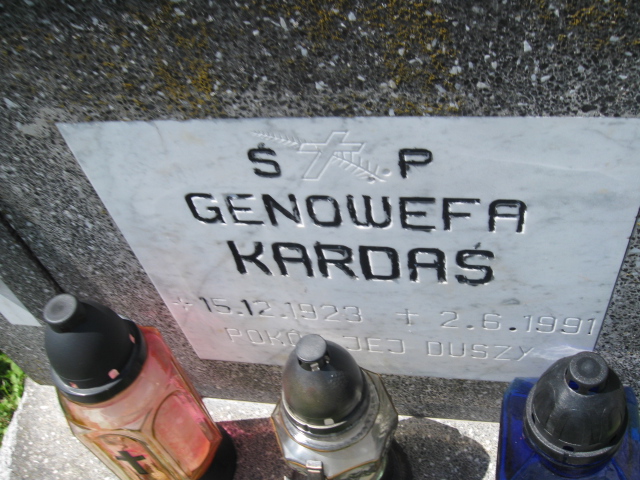 Ś P
GENOWEFA
KARDAŚ
* 15.12.1923 + 2.6.1991
POKÓJ JEJ DUSZY